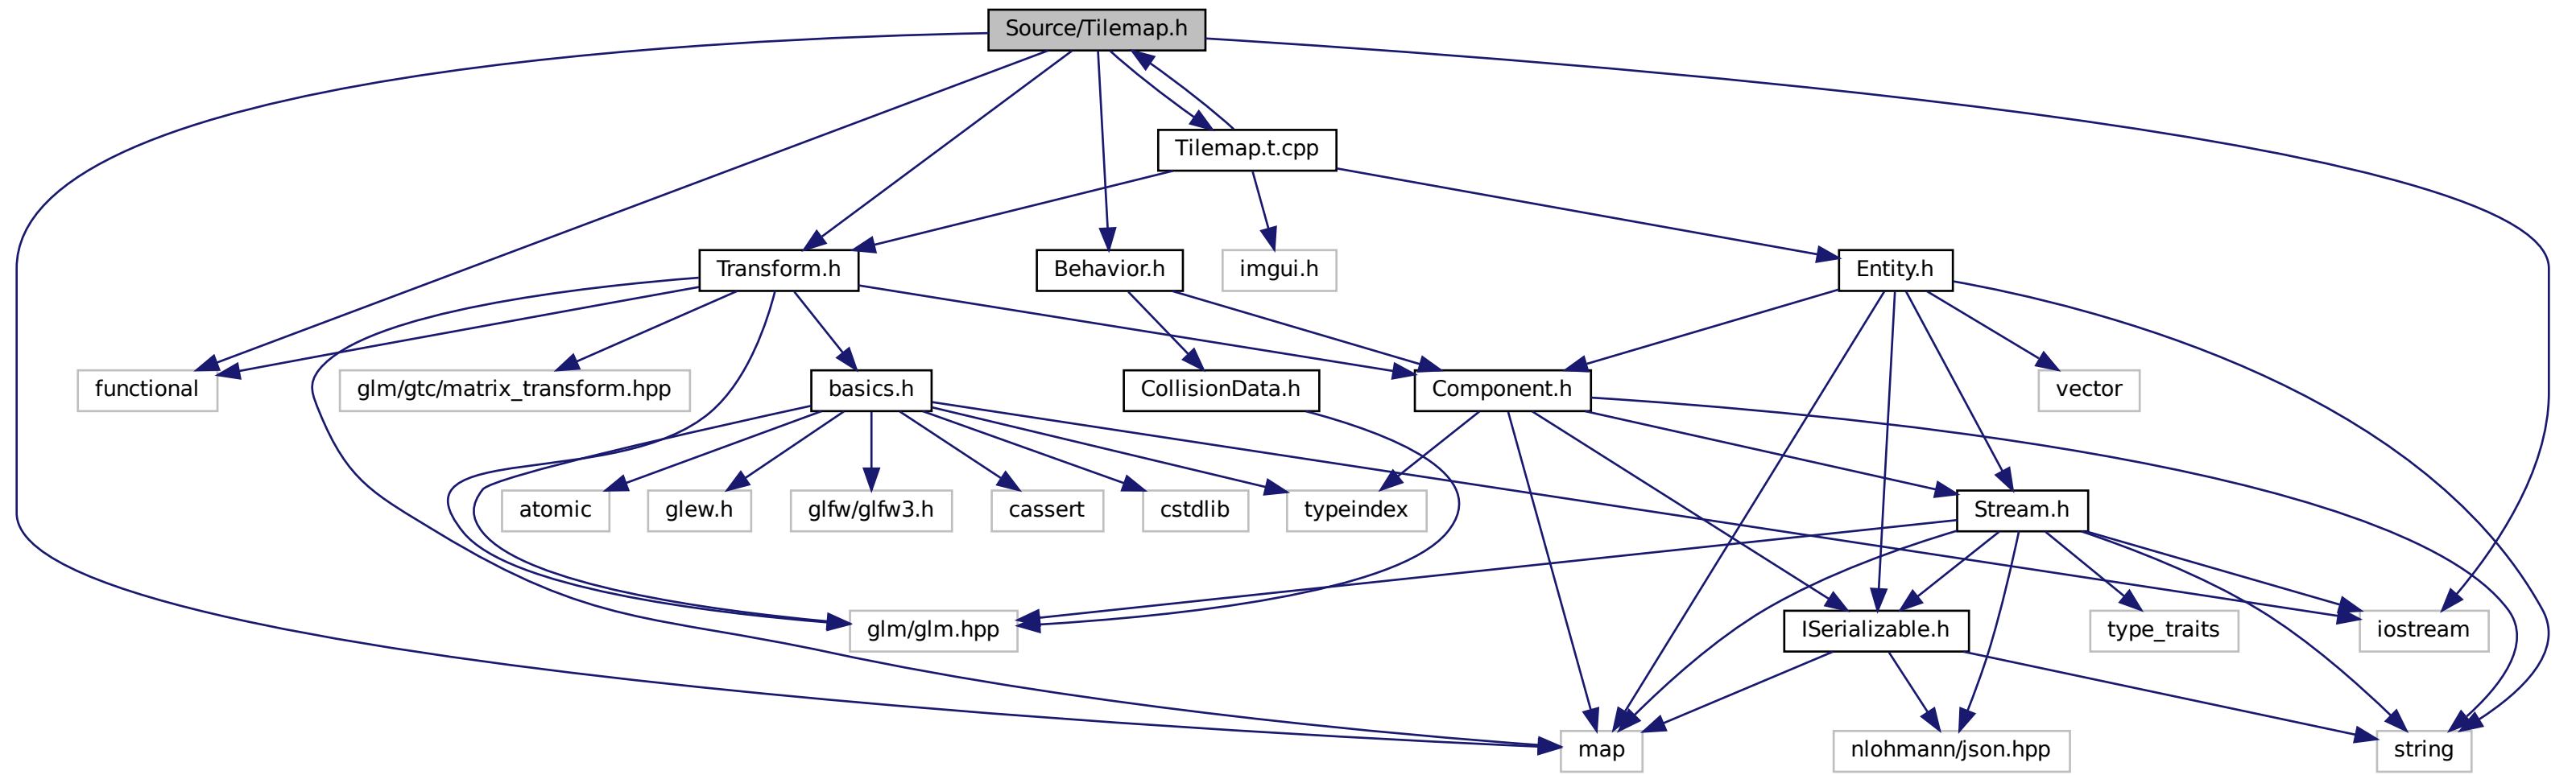 Source/Tilemap.h
Tilemap.t.cpp
Transform.h
Behavior.h
imgui.h
Entity.h
functional
glm/gtc/matrix_transform.hpp
basics.h
CollisionData.h
Component.h
vector
atomic
glew.h
glfw/glfw3.h
cassert
cstdlib
typeindex
Stream.h
glm/glm.hpp
ISerializable.h
type_traits
iostream
map
nlohmann/json.hpp
string